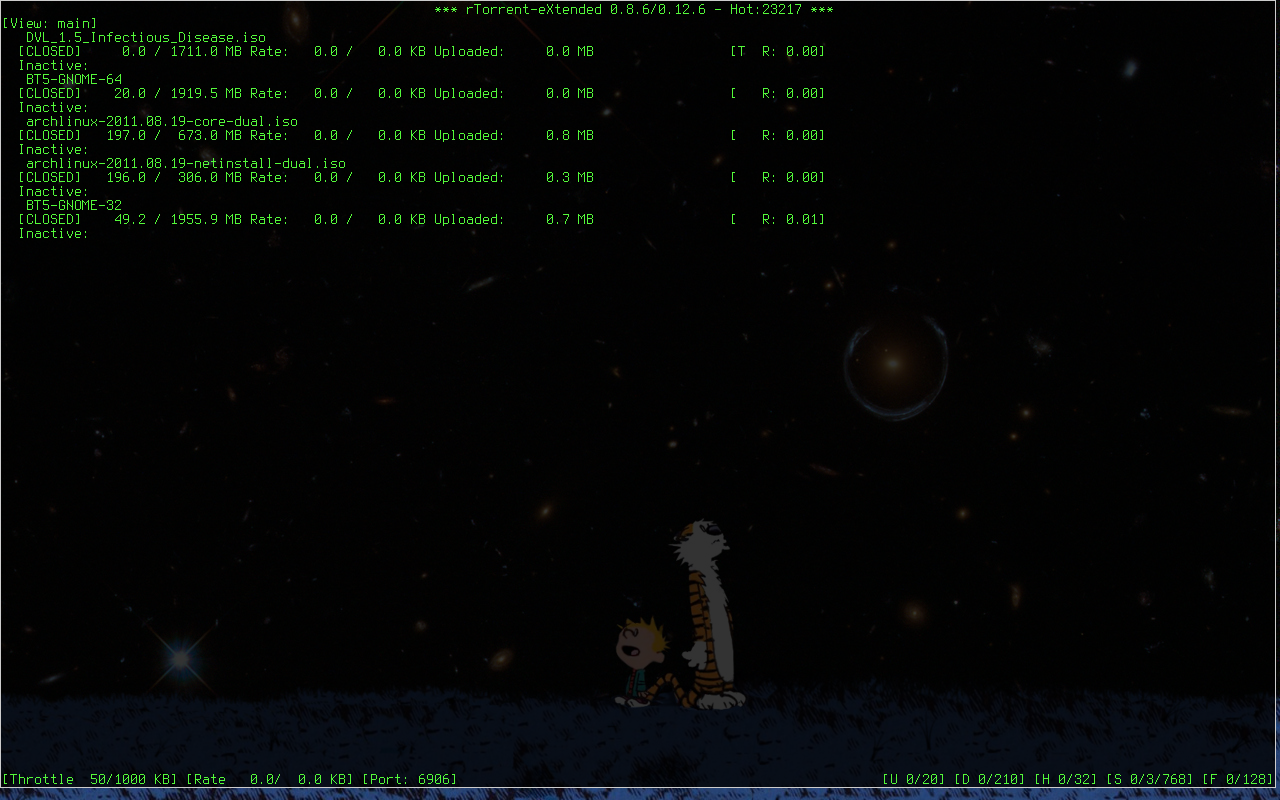 *** rTorrent-eXtended 0.8.6/0.12.6 - Hot:23217 ***
[View: main]
DVL_1.5_Infectious_Disease.iso
[CLOSED]     0.0 / 1711.0 MB Rate:   0.0 /   0.0 KB Uploaded:     0.0 MB                 [T  R: 0.00]
Inactive:
BT5-GNOME-64
[CLOSED]    20.0 / 1919.5 MB Rate:   0.0 /   0.0 KB Uploaded:     0.0 MB                 [   R: 0.00]
Inactive:
archlinux-2011.08.19-core-dual.iso
[CLOSED]   197.0 /  673.0 MB Rate:   0.0 /   0.0 KB Uploaded:     0.8 MB                 [   R: 0.00]
Inactive:
archlinux-2011.08.19-netinstall-dual.iso
[CLOSED]   196.0 /  306.0 MB Rate:   0.0 /   0.0 KB Uploaded:     0.3 MB                 [   R: 0.00]
Inactive:
BT5-GNOME-32
[CLOSED]    49.2 / 1955.9 MB Rate:   0.0 /   0.0 KB Uploaded:     0.7 MB                 [   R: 0.01]
Inactive:
[Throttle  50/1000 KB] [Rate   0.0/  0.0 KB] [Port: 6906]                 [U 0/20] [D 0/210] [H 0/32] [S 0/3/768] [F 0/128]